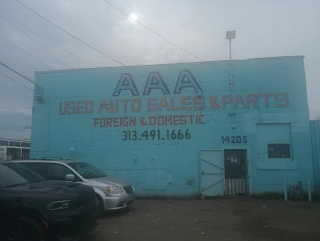 AAA
USED AUTO SALES & PARTS
FOREIGN & DOMESTIC
313.491.1666
14205